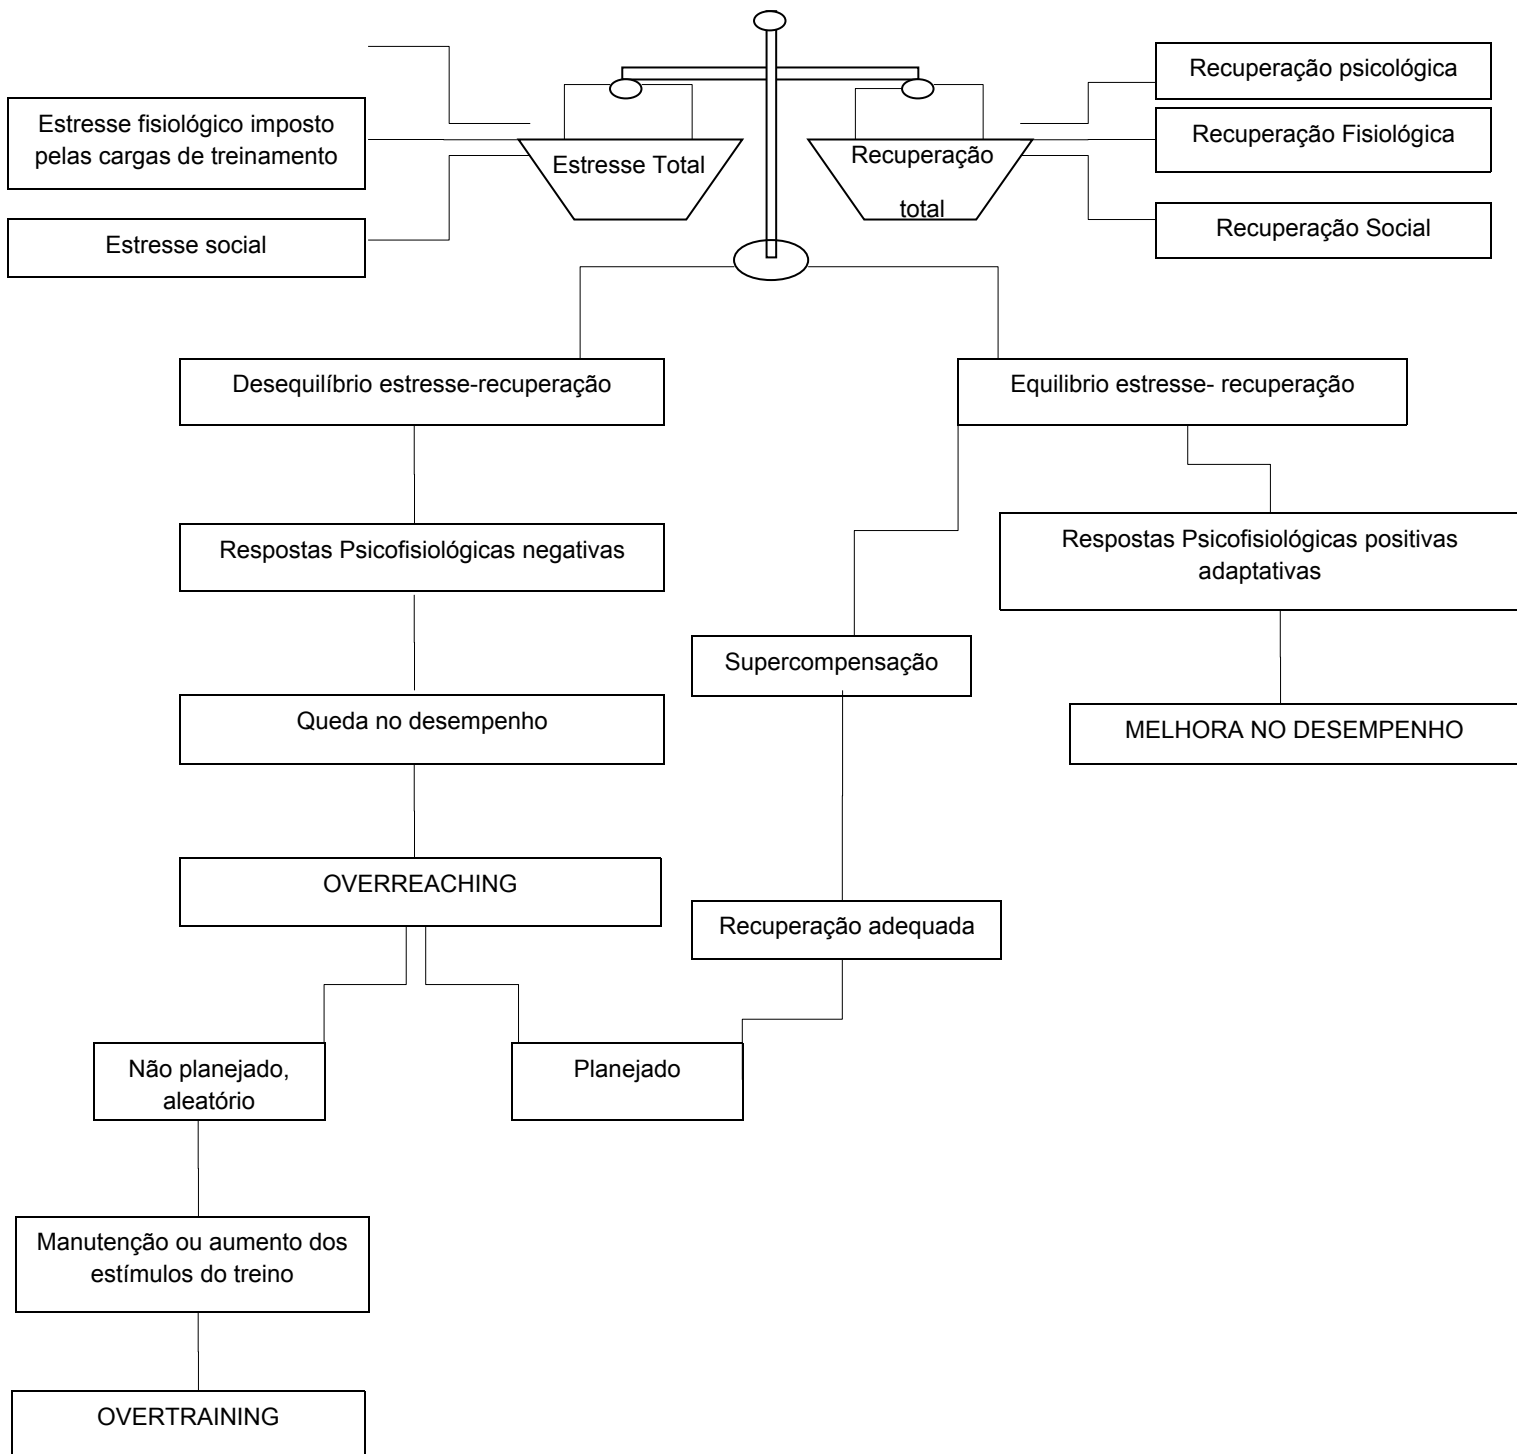 Recuperação psicológica
Estresse fisiológico imposto
pelas cargas de treinamento
Recuperação Fisiológica
Estresse Total
Recuperação
total
Estresse social
Recuperação Social
Desequilíbrio estresse-recuperação
Equilibrio estresse- recuperação
Respostas Psicofisiológicas negativas
Respostas Psicofisiológicas positivas
adaptativas
Supercompensação
Queda no desempenho
MELHORA NO DESEMPENHO
OVERREACHING
Recuperação adequada
Não planejado,
aleatório
Planejado
Manutenção ou aumento dos
estímulos do treino
OVERTRAINING